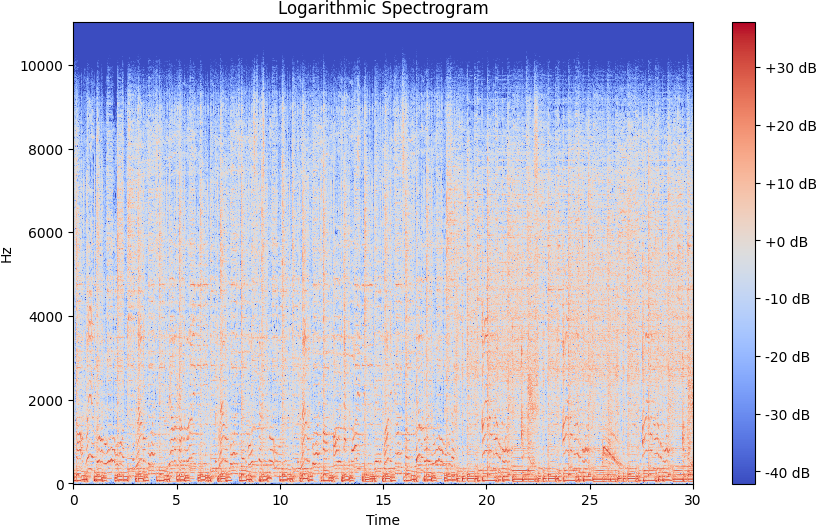 Logarithmic Spectrogram
10000
8000
6000
4000
2000
0
Hz
0 5 10 15 20 25 30
Time
+30 dB
+20 dB
+10 dB
+0 dB
-10 dB
-20 dB
-30 dB
-40 dB